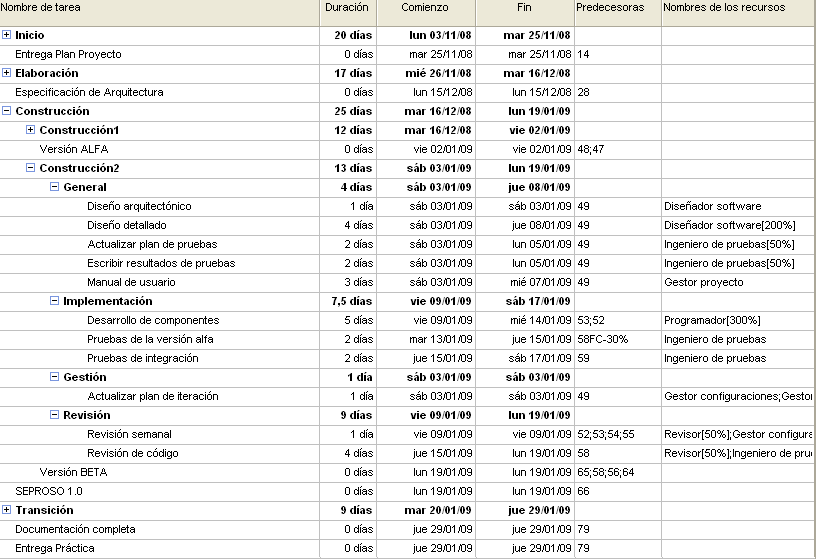 Nombre de tarea Duración Comienzo Fin Predecesoras Nombres de los recursos
Inicio 20 días lun 03/11/08 mar 25/11/08
Entrega Plan Proyecto 0 días mar 25/11/08 mar 25/11/08 14
Elaboración 17 días mié 26/11/08 mar 16/12/08
Especificación de Arquitectura 0 días lun 15/12/08 lun 15/12/08 28
Construcción 25 días mar 16/12/08 lun 19/01/09
Construcción1 12 días mar 16/12/08 vie 02/01/09
Versión ALFA 0 días vie 02/01/09 vie 02/01/09 48;47
Construcción2 13 días sáb 03/01/09 lun 19/01/09
General 4 días sáb 03/01/09 jue 08/01/09
Diseño arquitectónico 1 día sáb 03/01/09 sáb 03/01/09 49 Diseñador software
Diseño detallado 4 días sáb 03/01/09 jue 08/01/09 49 Diseñador software[200%]
Actualizar plan de pruebas 2 días sáb 03/01/09 lun 05/01/09 49 Ingeniero de pruebas[50%]
Escribir resultados de pruebas 2 días sáb 03/01/09 lun 05/01/09 49 Ingeniero de pruebas[50%]
Manual de usuario 3 días sáb 03/01/09 mié 07/01/09 49 Gestor proyecto
Implementación 7,5 días vie 09/01/09 sáb 17/01/09
Desarrollo de componentes 5 días vie 09/01/09 mié 14/01/09 53;52 Programador[300%]
Pruebas de la versión alfa 2 días mar 13/01/09 jue 15/01/09 58FC-30% Ingeniero de pruebas
Pruebas de integración 2 días jue 15/01/09 sáb 17/01/09 59 Ingeniero de pruebas
Gestión 1 día sáb 03/01/09 sáb 03/01/09
Actualizar plan de iteración 1 día sáb 03/01/09 sáb 03/01/09 49 Gestor configuraciones;Gestor
Revisión 9 días vie 09/01/09 lun 19/01/09
Revisión semanal 1 día vie 09/01/09 vie 09/01/09 52;53;54;55 Revisor[50%];Gestor configura
Revisión de código 4 días jue 15/01/09 lun 19/01/09 58 Revisor[50%];Ingeniero de prue
Versión BETA 0 días lun 19/01/09 lun 19/01/09 65;58;56;64
SEPROSO 1.0 0 días lun 19/01/09 lun 19/01/09 66
Transición 9 días mar 20/01/09 jue 29/01/09
Documentación completa 0 días jue 29/01/09 jue 29/01/09 79
Entrega Práctica 0 días jue 29/01/09 jue 29/01/09 79